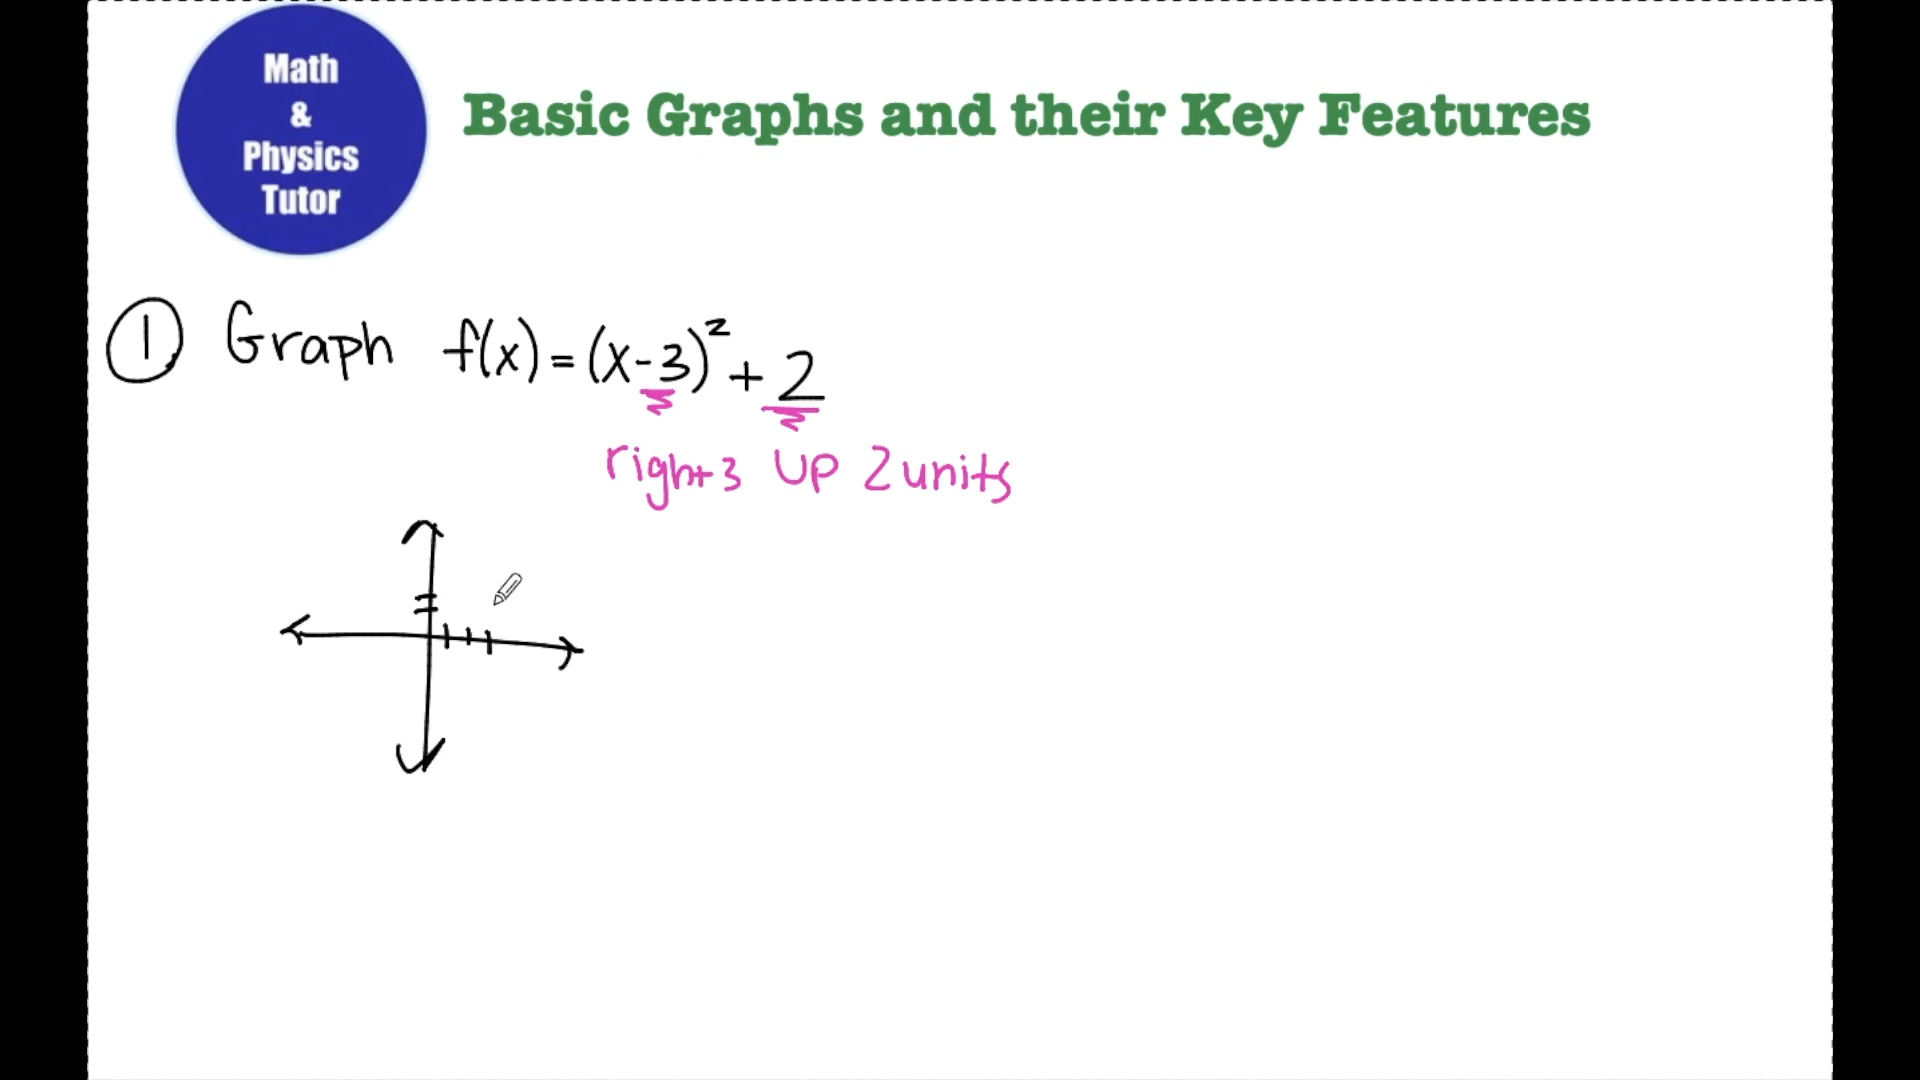 Math
&
Physics
Tutor
Basic Graphs and their Key Features
① Graph f(x) = (x-3)² + 2
right 3 UP 2 units